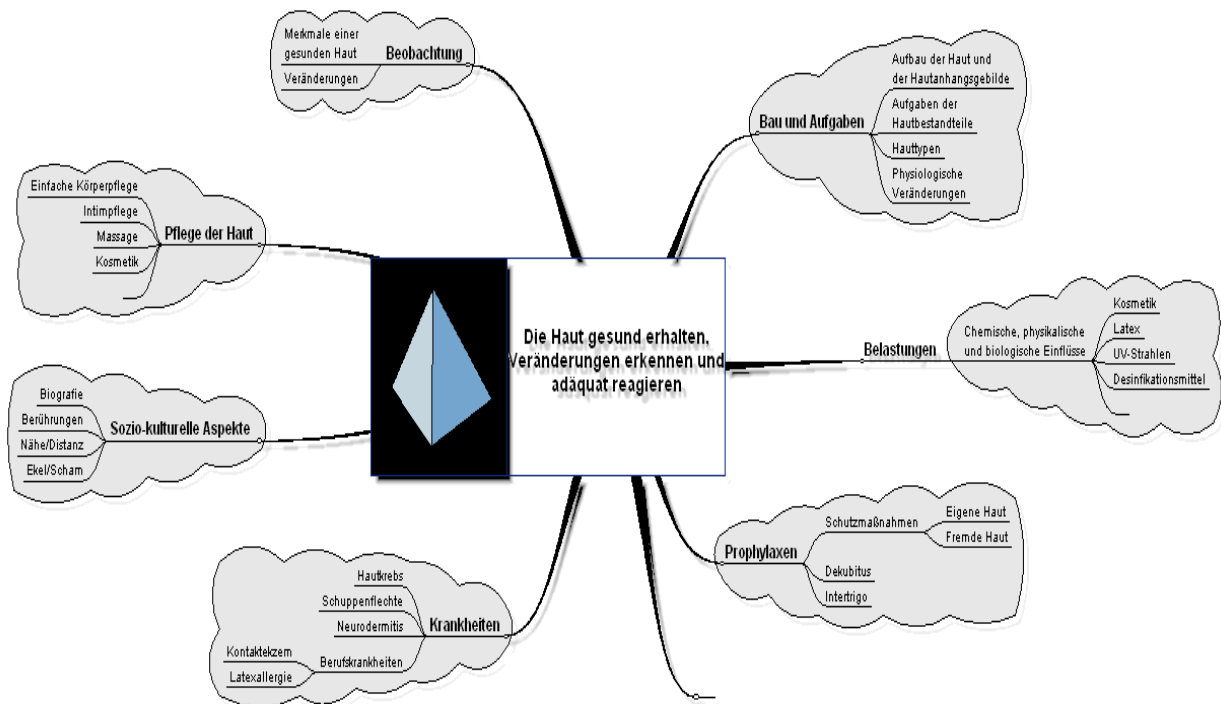 Merkmale einer
gesunden Haut
Beobachtung
Veränderungen
Aufbau der Haut und
der Hautanhangsgebilde
Aufgaben der
Hautbestandteile
Bau und Aufgaben
Hauttypen
Physiologische
Veränderungen
Einfache Körperpflege
Intimpflege
Massage
Kosmetik
Pflege der Haut
Die Haut gesund erhalten.
Veränderungen erkennen und
adäquat reagieren
Belastungen
Chemische, physikalische
und biologische Einflüsse
Kosmetik
Latex
UV-Strahlen
Desinfikationsmittel
Biografie
Berührungen
Nähe/Distanz
Ekel/Scham
Sozio-kulturelle Aspekte
Prophylaxen
Schutzmaßnahmen
Eigene Haut
Fremde Haut
Dekubitus
Intertrigo
Hautkrebs
Schuppenflechte
Neurodermitis
Krankheiten
Berufskrankheiten
Kontaktekzem
Latexallergie